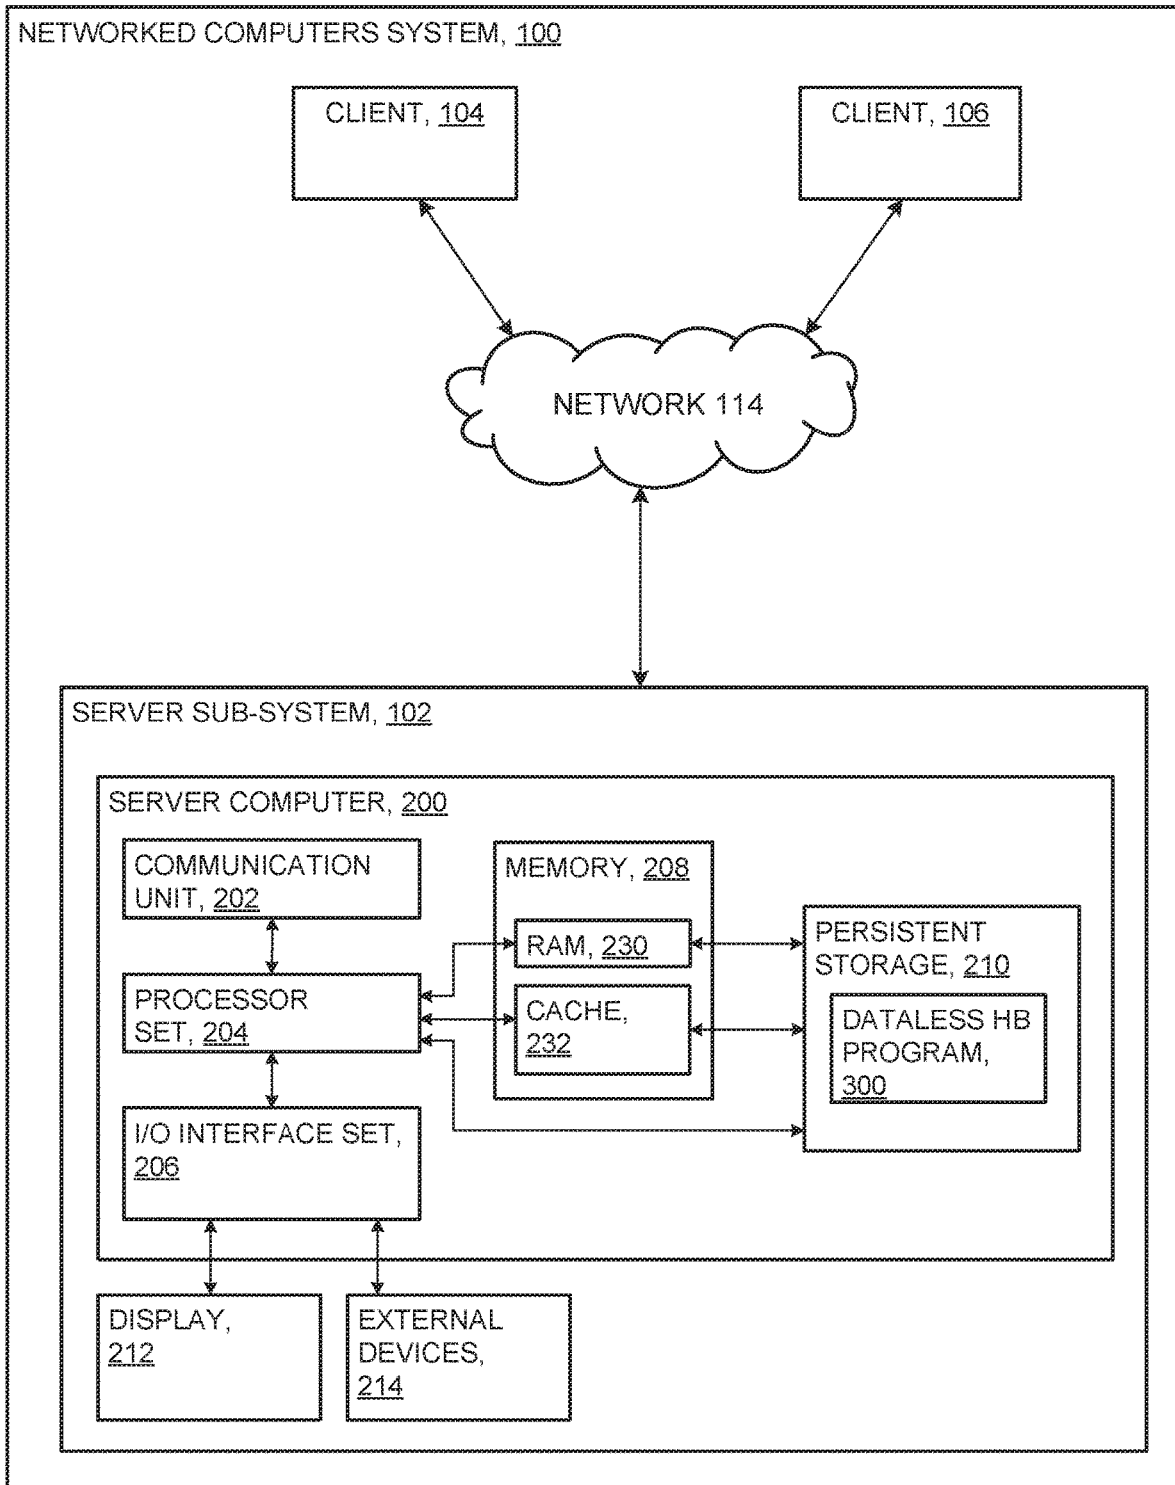 NETWORKED COMPUTERS SYSTEM, 100
CLIENT, 104
CLIENT, 106
NETWORK 114
SERVER SUB-SYSTEM, 102
SERVER COMPUTER, 200
COMMUNICATION
UNIT, 202
PROCESSOR
SET, 204
I/O INTERFACE SET,
206
MEMORY, 208
RAM, 230
CACHE,
232
PERSISTENT
STORAGE, 210
DATALESS HB
PROGRAM,
300
DISPLAY,
212
EXTERNAL
DEVICES,
214